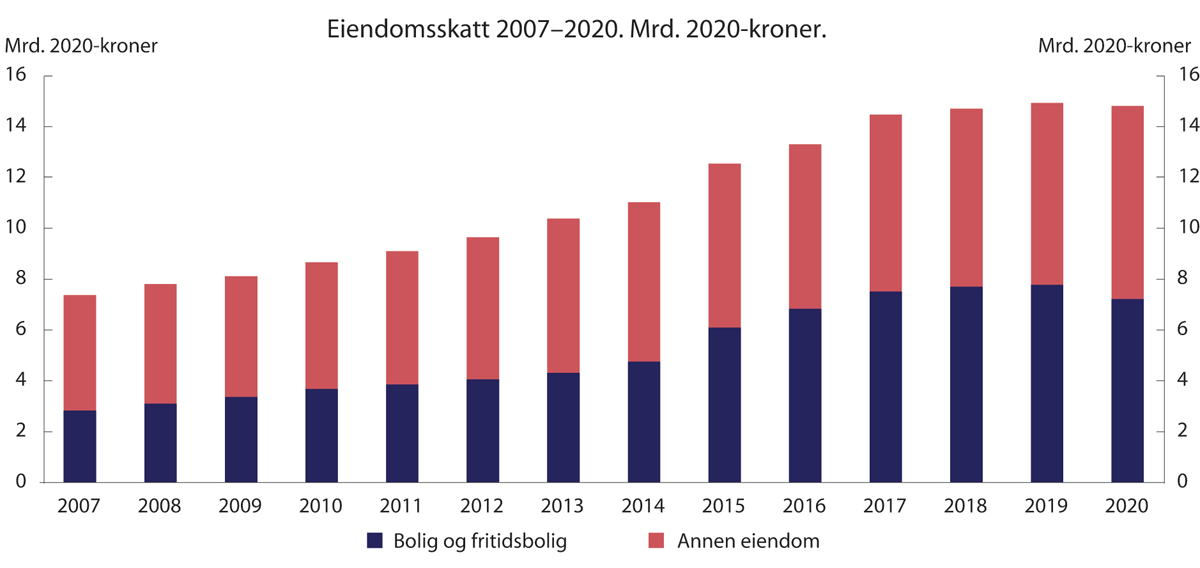 Eiendomsskatt 2007–2020. Mrd. 2020-kroner.
Mrd. 2020-kroner Mrd. 2020-kroner
16 16
14 14
12 12
10 10
8 8
6 6
4 4
2 2
0 0
2007 2008 2009 2010 2011 2012 2013 2014 2015 2016 2017 2018 2019 2020
Bolig og fritidsbolig Annen eiendom